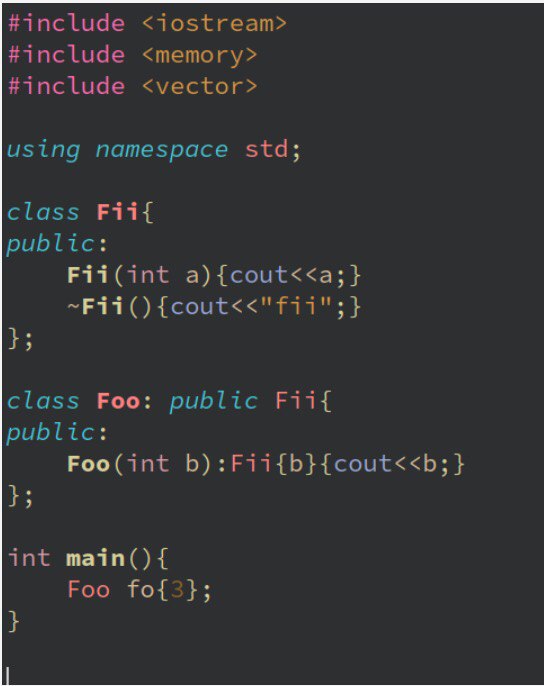 #include <iostream>
#include <memory>
#include <vector>

using namespace std;

class Fii{
public:
    Fii(int a){cout<<a;}
    ~Fii(){cout<<"fii";}
};

class Foo: public Fii{
public:
    Foo(int b):Fii{b}{cout<<b;}
};

int main(){
    Foo fo{3};
}